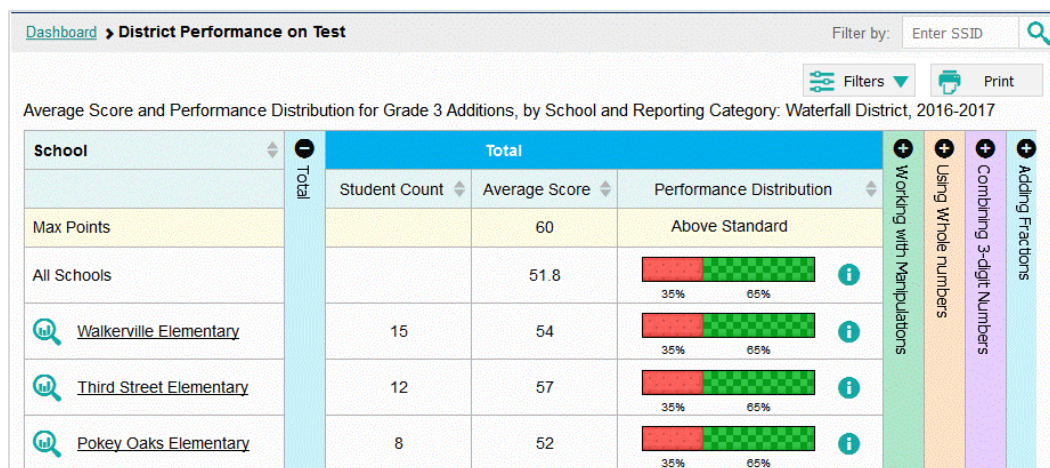 Dashboard > District Performance on Test
Filter by: Enter SSID
Filters Print
Average Score and Performance Distribution for Grade 3 Additions, by School and Reporting Category: Waterfall District, 2016-2017
School Total Total Working with Manipulations Using Whole numbers Combining 3-digit Numbers Adding Fractions
Student Count Average Score Performance Distribution
Max Points 60 Above Standard
All Schools 51.8
35% 65%
Walkerville Elementary 15 54
35% 65%
Third Street Elementary 12 57
35% 65%
Pokey Oaks Elementary 8 52
35% 65%